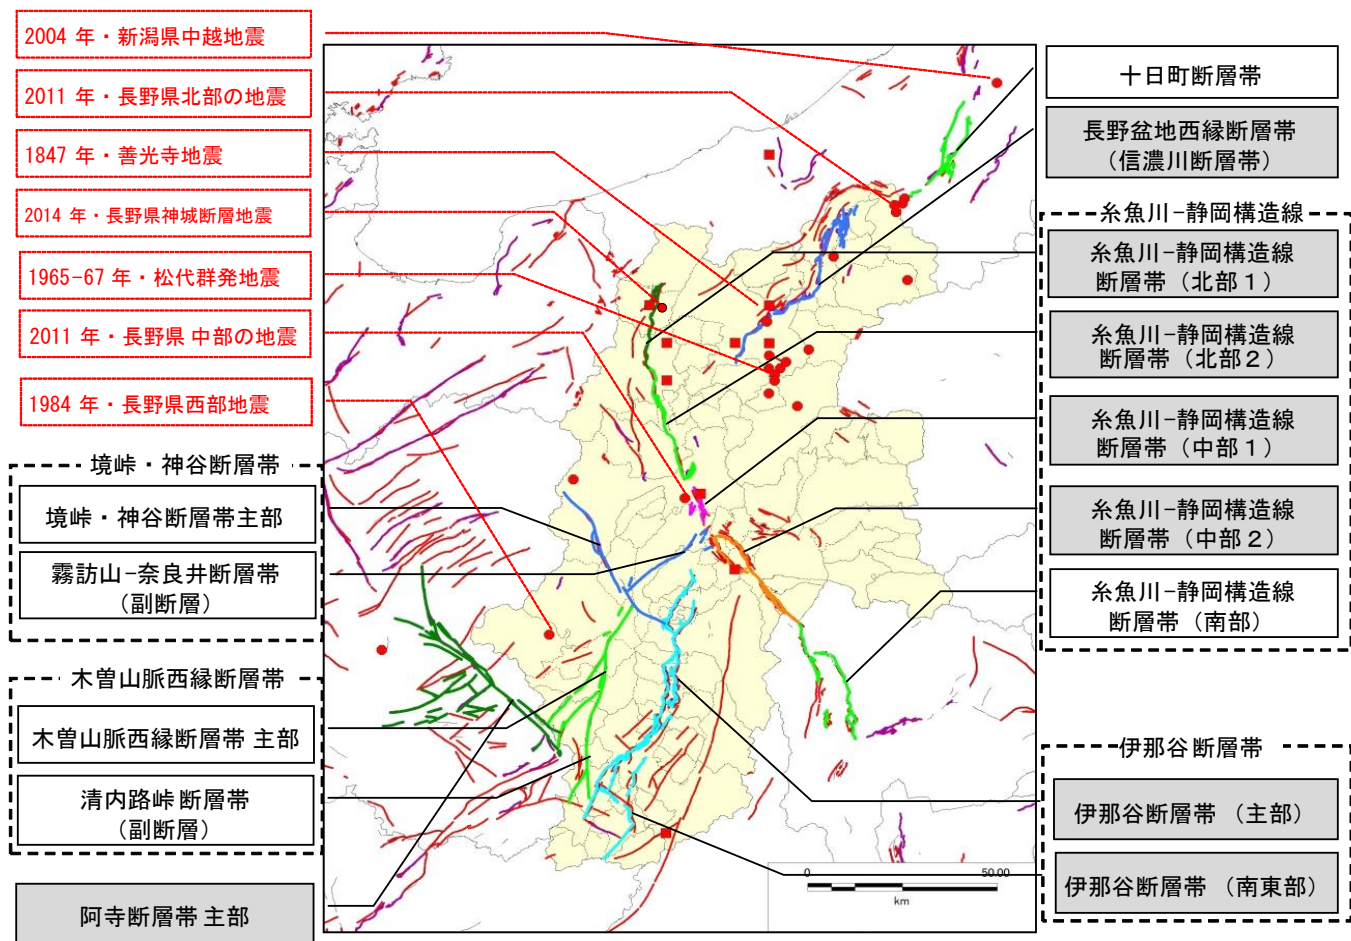 2004 年・新潟県中越地震
2011 年・長野県北部の地震
1847 年・善光寺地震
2014 年・長野県神城断層地震
1965-67 年・松代群発地震
2011 年・長野県 中部の地震
1984 年・長野県西部地震
境峠・神谷断層帯
境峠・神谷断層帯主部
霧訪山-奈良井断層帯
(副断層)
木曽山脈西縁断層帯
木曽山脈西縁断層帯 主部
清内路峠 断層帯
(副断層)
阿寺断層帯 主部
十日町断層帯
長野盆地西縁断層帯
(信濃川断層帯)
糸魚川-静岡構造線
糸魚川-静岡構造線
断層帯（北部１）
糸魚川-静岡構造線
断層帯（北部２）
糸魚川-静岡構造線
断層帯（中部１）
糸魚川-静岡構造線
断層帯（中部２）
糸魚川-静岡構造線
断層帯（南部）
伊那谷 断層帯
伊那谷断層帯 （主部）
伊那谷断層帯 （南東部）
0 50.00
km